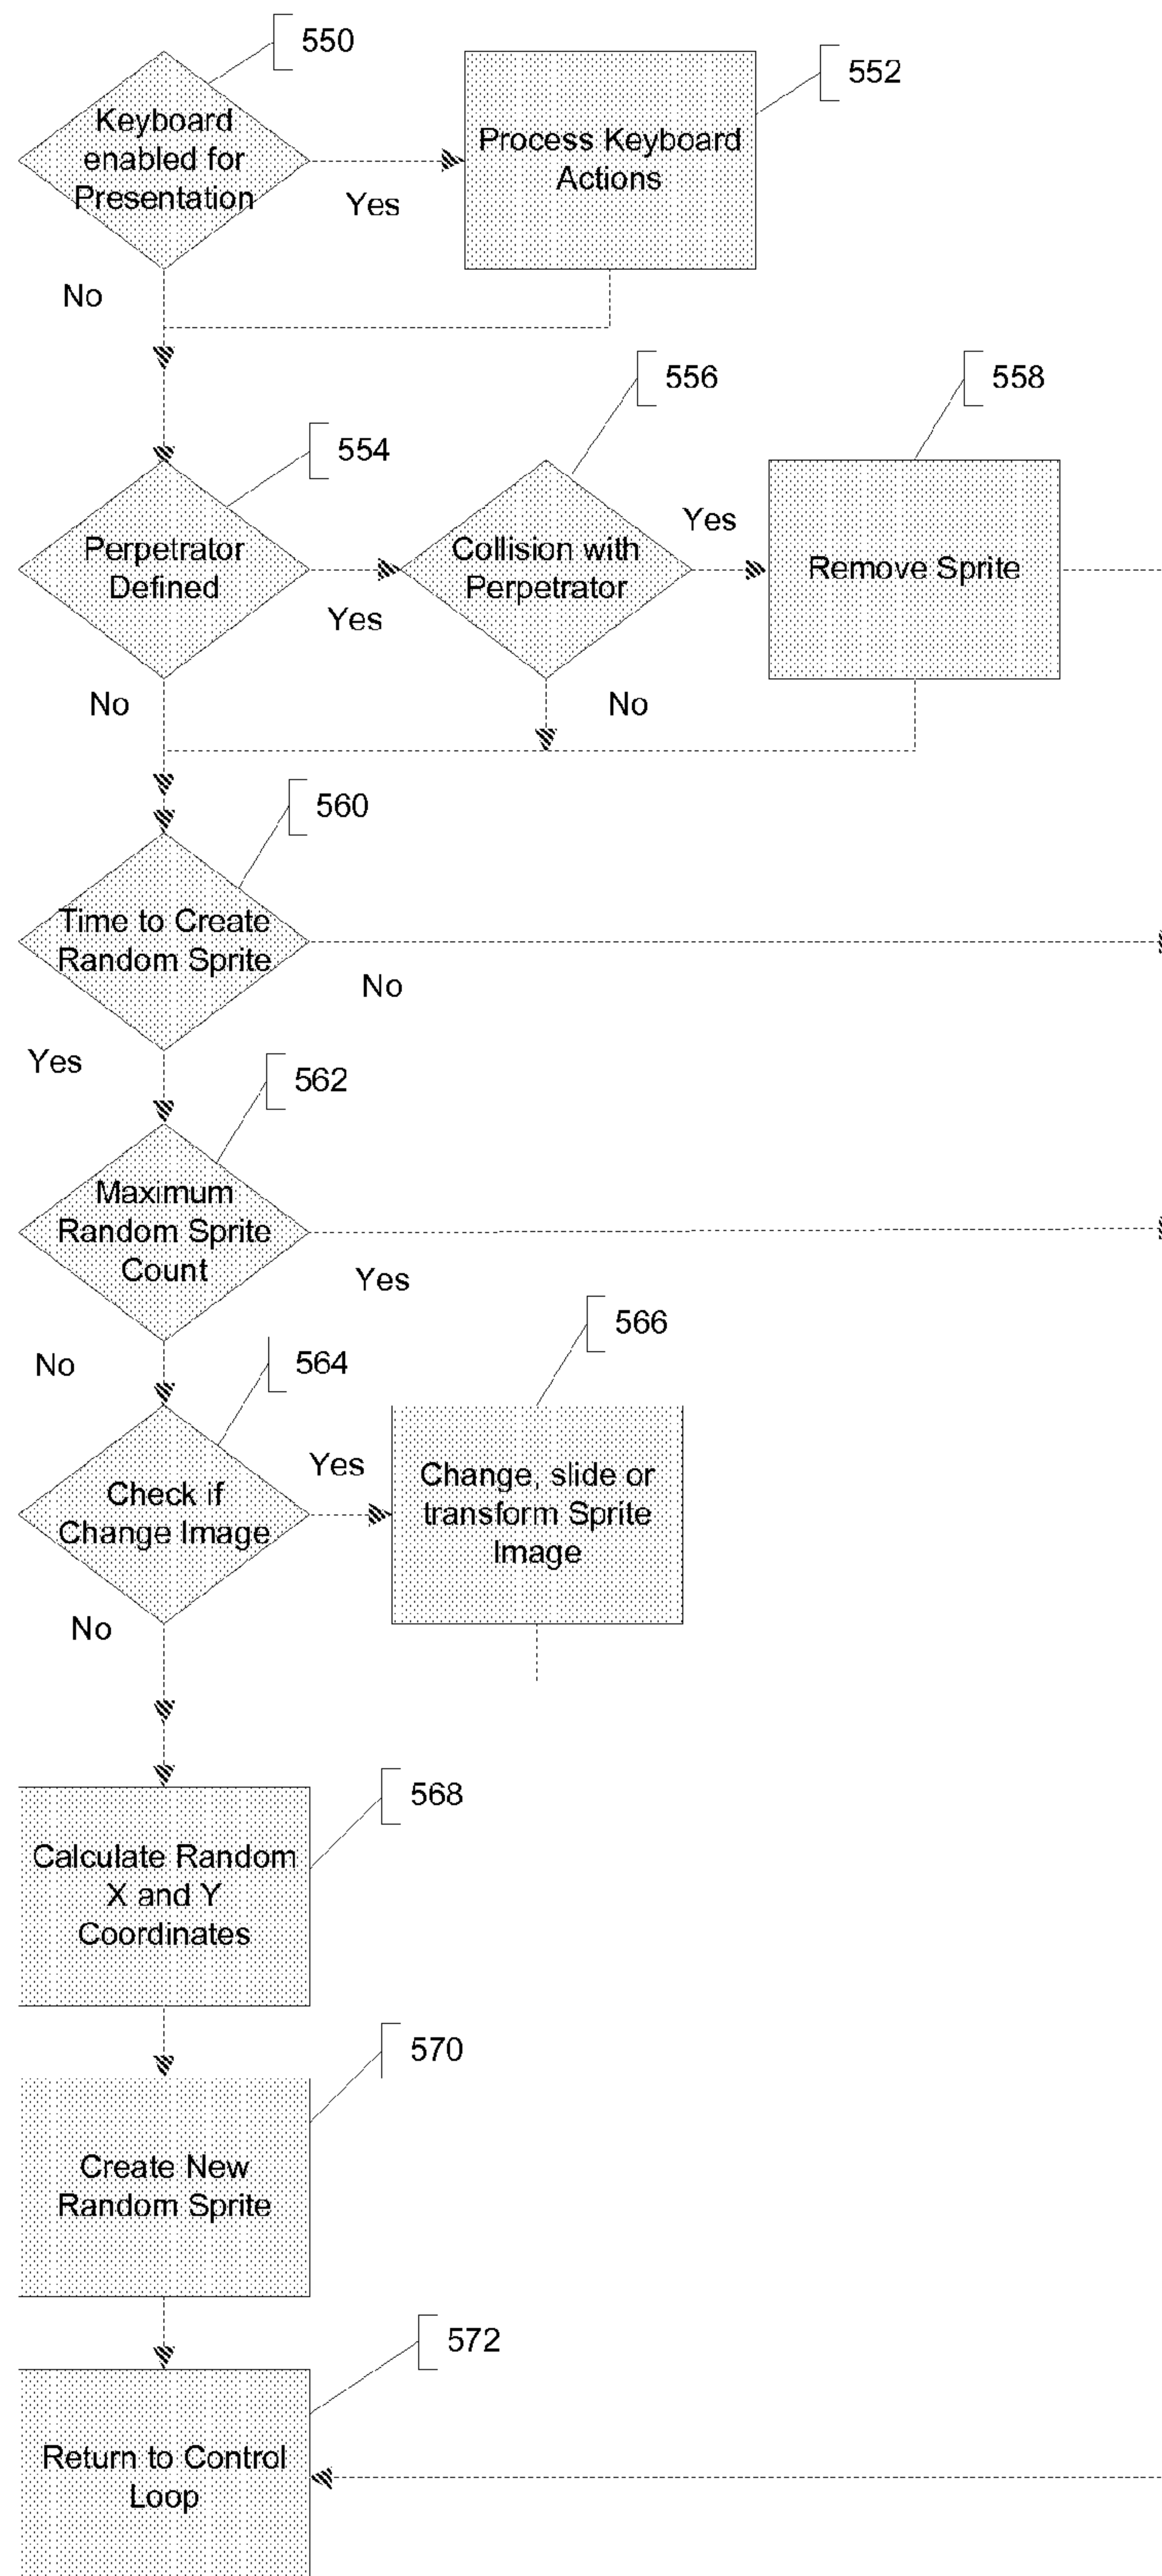 550
Keyboard
enabled for
Presentation
Yes
552
Process Keyboard
Actions
No
554
Perpetrator
Defined
Yes
556
Collision with
Perpetrator
Yes
558
Remove Sprite
No
No
560
Time to Create
Random Sprite
No
Yes
562
Maximum
Random Sprite
Count
Yes
No
564
Check if
Change Image
Yes
566
Change, slide or
transform Sprite
Image
No
568
Calculate Random
X and Y
Coordinates
570
Create New
Random Sprite
572
Return to Control
Loop